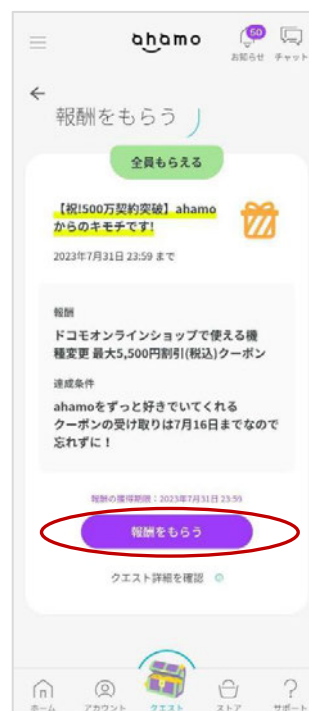 ahamo
50
お知らせ
チャット
報酬をもらう
全員もらえる
【祝!500万契約突破】ahamo
からのキモチです!
2023年7月31日 23:59 まで
報酬
ドコモオンラインショップで使える機
種変更 最大5,500円割引(税込)クーポン
達成条件
ahamoをずっと好きでいてくれる
クーポンの受け取りは7月16日までなので
忘れずに！
報酬の獲得期限：2023年7月31日 23:59
報酬をもらう
クエスト詳細を確認
ホーム
アカウント
クエスト
ストア
サポート